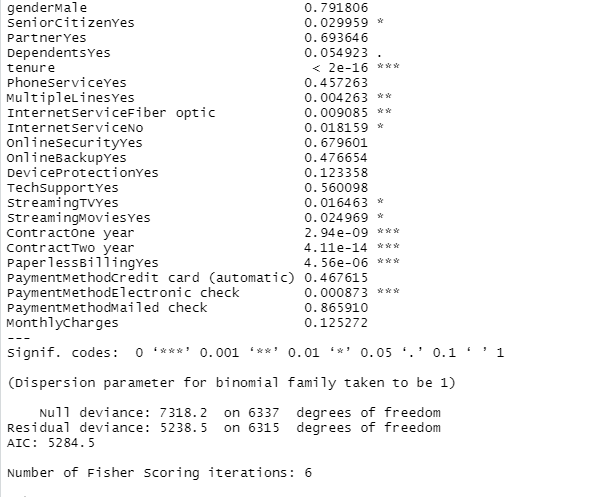 genderMale 0.791806
SeniorCitizenYes 0.029959 *
PartnerYes 0.693646
DependentsYes 0.054923 .
tenure < 2e-16 ***
PhoneServiceYes 0.457263
MultipleLinesYes 0.004263 **
InternetServiceFiber optic 0.009085 **
InternetServiceNo 0.018159 *
OnlineSecurityYes 0.679601
OnlineBackupYes 0.476654
DeviceProtectionYes 0.123358
TechSupportYes 0.560098
StreamingTVYes 0.016463 *
StreamingMoviesYes 0.024969 *
ContractOne year 2.94e-09 ***
ContractTwo year 4.11e-14 ***
PaperlessBillingYes 4.56e-06 ***
PaymentMethodCredit card (automatic) 0.467615
PaymentMethodElectronic check 0.000873 ***
PaymentMethodMailed check 0.865910
MonthlyCharges 0.125272
---
Signif. codes: 0 ‘***’ 0.001 ‘**’ 0.01 ‘*’ 0.05 ‘.’ 0.1 ‘ ’ 1
(Dispersion parameter for binomial family taken to be 1)
Null deviance: 7318.2 on 6337 degrees of freedom
Residual deviance: 5238.5 on 6315 degrees of freedom
AIC: 5284.5
Number of Fisher Scoring iterations: 6